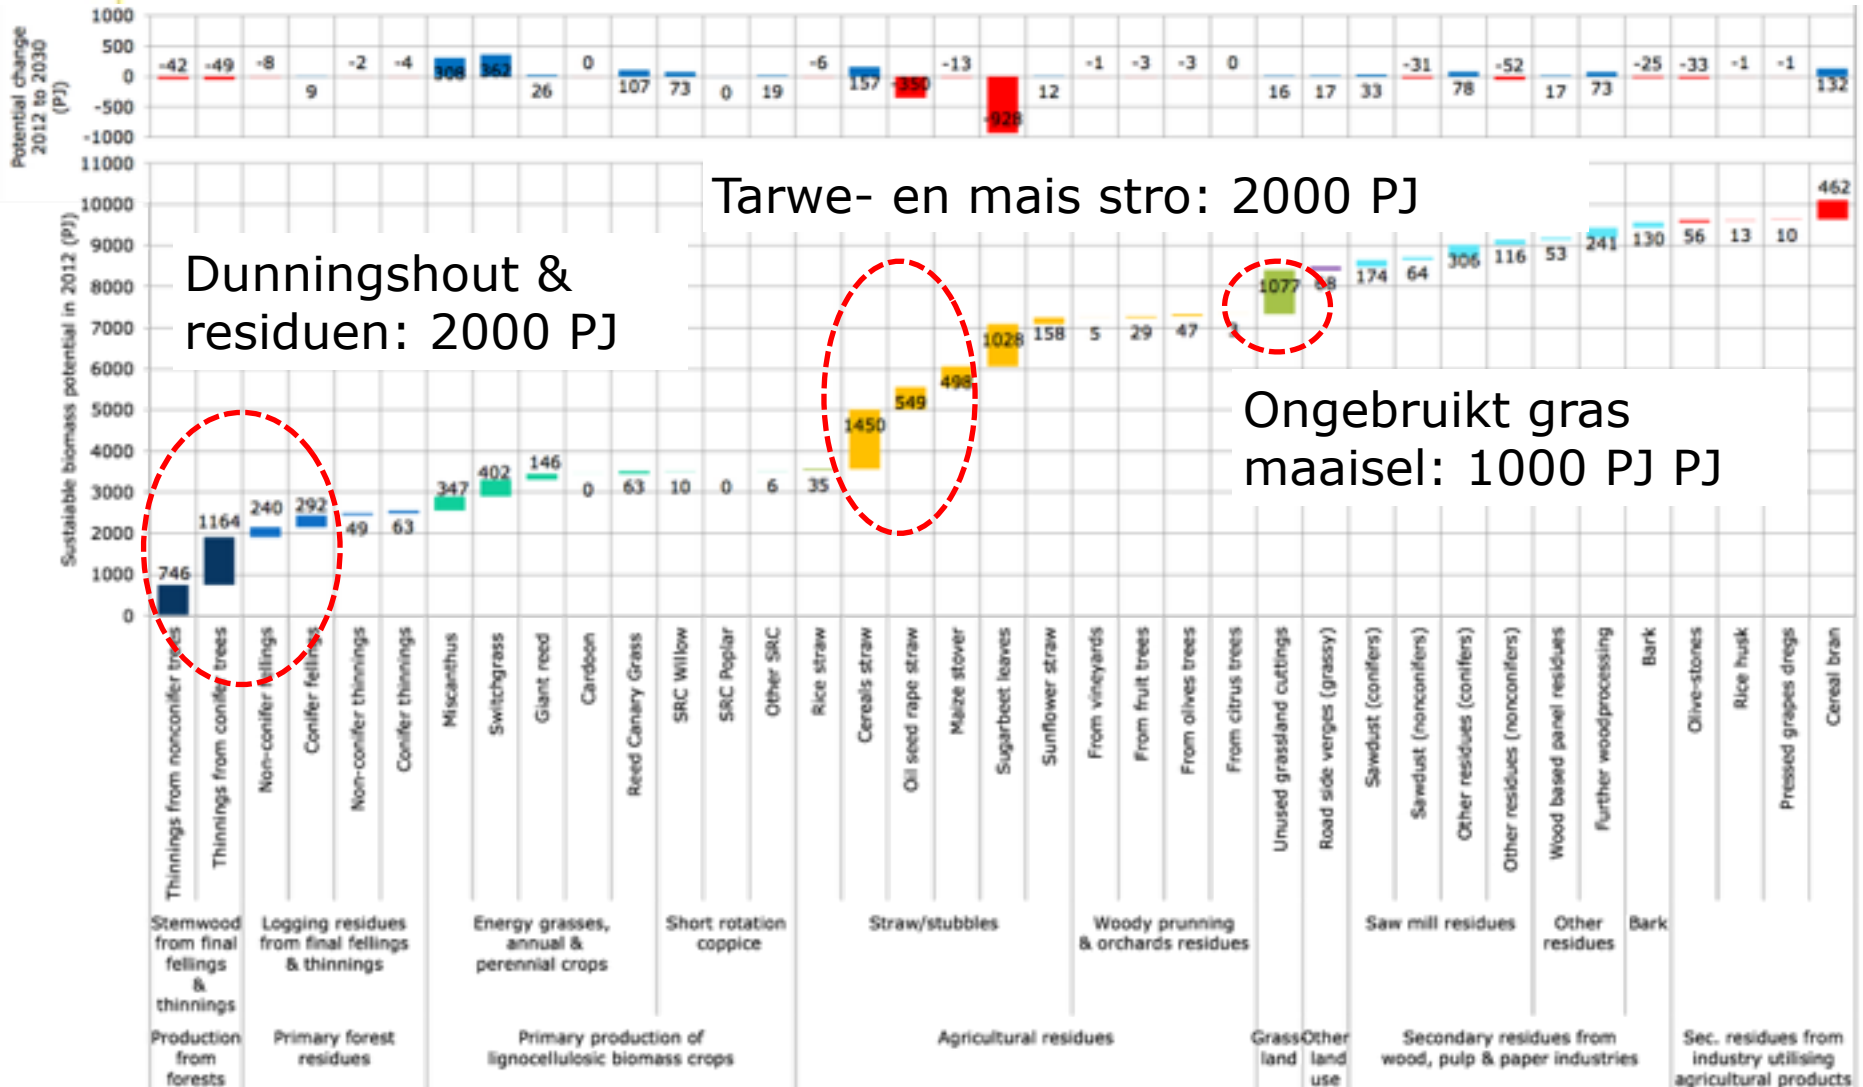 Potential change
2012 to 2030
(PJ)
1000
500
0
-500
-1000
-42 -49 -8 9 -2 -4 308 362 26 0 107 73 0 19 -6 157 -350 -13 -928 12 -1 -3 -3 0 16 17 33 -31 78 -52 17 73 -25 -33 -1 -1 132
Sustaiable biomass potential in 2012 (PJ)
11000
10000
9000
8000
7000
6000
5000
4000
3000
2000
1000
0
Tarwe- en mais stro: 2000 PJ
Dunningshout &
residuen: 2000 PJ
Ongebruikt gras
maaisel: 1000 PJ PJ
746 1164 240 292 49 63 347 402 146 0 63 10 0 6 35 1450 549 498 1028 158 5 29 47 3 1077 68 174 64 306 116 53 241 130 56 13 10 462
Thinnings from nonconifer trees
Thinnings from conifer trees
Non-conifer fellings
Conifer fellings
Non-conifer thinnings
Conifer thinnings
Miscanthus
Switchgrass
Giant reed
Cardoon
Reed Canary Grass
SRC Willow
SRC Poplar
Other SRC
Rice straw
Cereals straw
Oil seed rape straw
Maize stover
Sugarbeet leaves
Sunflower straw
From vineyards
From fruit trees
From olives trees
From citrus trees
Unused grassland cuttings
Road side verges (grassy)
Sawdust (conifers)
Sawdust (nonconifers)
Other residues (conifers)
Other residues (nonconifers)
Wood based panel residues
Further woodprocessing
Bark
Olive-stones
Rice husk
Pressed grapes dregs
Cereal bran
Stemwood
from final
fellings
&
thinnings
Logging residues
from final fellings
& thinnings
Energy grasses,
annual &
perennial crops
Short rotation
coppice
Straw/stubbles
Woody prunning
& orchards residues
Saw mill residues
Other
residues
Bark
Production
from
forests
Primary forest
residues
Primary production of
lignocellulosic biomass crops
Agricultural residues
Grass
land
Other
land
use
Secondary residues from
wood, pulp & paper industries
Sec. residues from
industry utilising
agricultural products